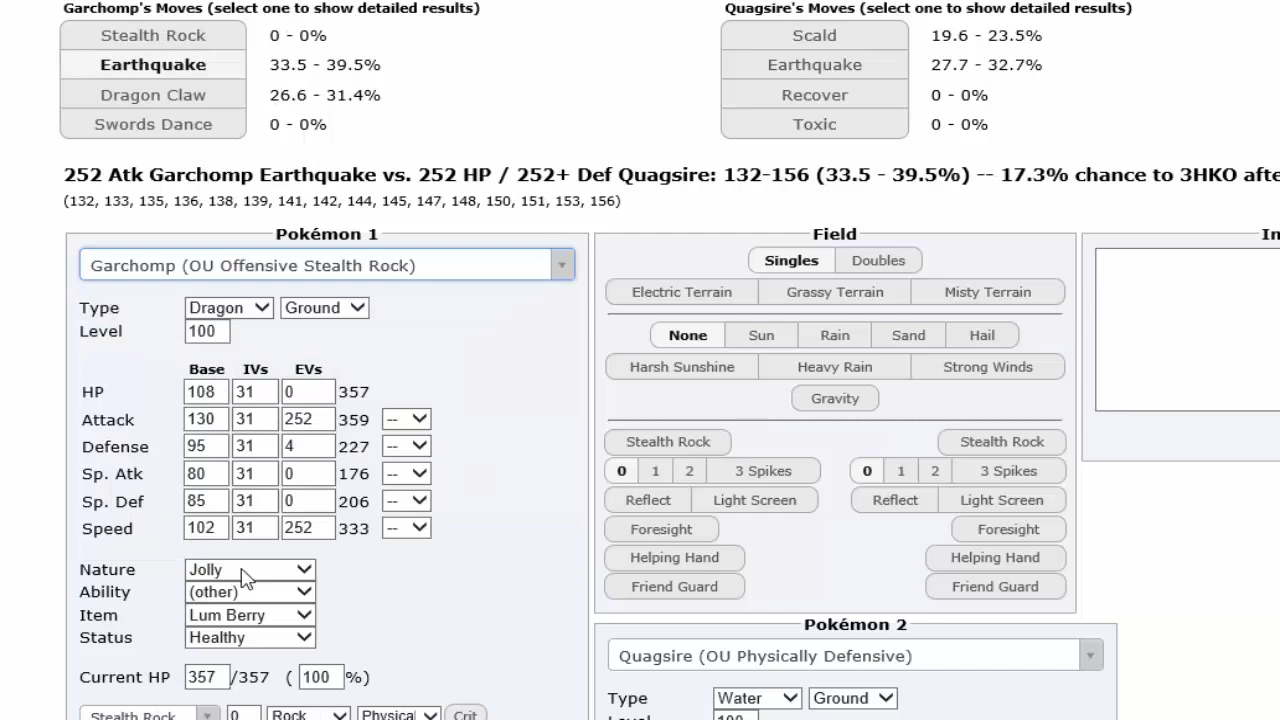 Garchomp's Moves (select one to show detailed results) Quagsire's Moves (select one to show detailed results)
Stealth Rock 0 - 0% Scald 19.6 - 23.5%
Earthquake 33.5 - 39.5% Earthquake 27.7 - 32.7%
Dragon Claw 26.6 - 31.4% Recover 0 - 0%
Swords Dance 0 - 0% Toxic 0 - 0%
252 Atk Garchomp Earthquake vs. 252 HP / 252+ Def Quagsire: 132-156 (33.5 - 39.5%) -- 17.3% chance to 3HKO afte
(132, 133, 135, 136, 138, 139, 141, 142, 144, 145, 147, 148, 150, 151, 153, 156)
Pokémon 1 Field
Garchomp (OU Offensive Stealth Rock) Singles Doubles
Electric Terrain Grassy Terrain Misty Terrain
Type Dragon Ground
Level 100
None Sun Rain Sand Hail
Base IVs EVs Harsh Sunshine Heavy Rain Strong Winds
HP 108 31 0 357 Gravity
Attack 130 31 252 359 --
Defense 95 31 4 227 -- Stealth Rock Stealth Rock
Sp. Atk 80 31 0 176 -- 0 1 2 3 Spikes 0 1 2 3 Spikes
Sp. Def 85 31 0 206 -- Reflect Light Screen Reflect Light Screen
Speed 102 31 252 333 -- Foresight Foresight
Helping Hand Helping Hand
Nature Jolly
Ability (other) Friend Guard Friend Guard
Item Lum Berry Pokémon 2
Status Healthy
Quagsire (OU Physically Defensive)
Current HP 357 /357 ( 100 %)
Type Water Ground
Stealth Rock 0 Rock Physical Crit Level 100